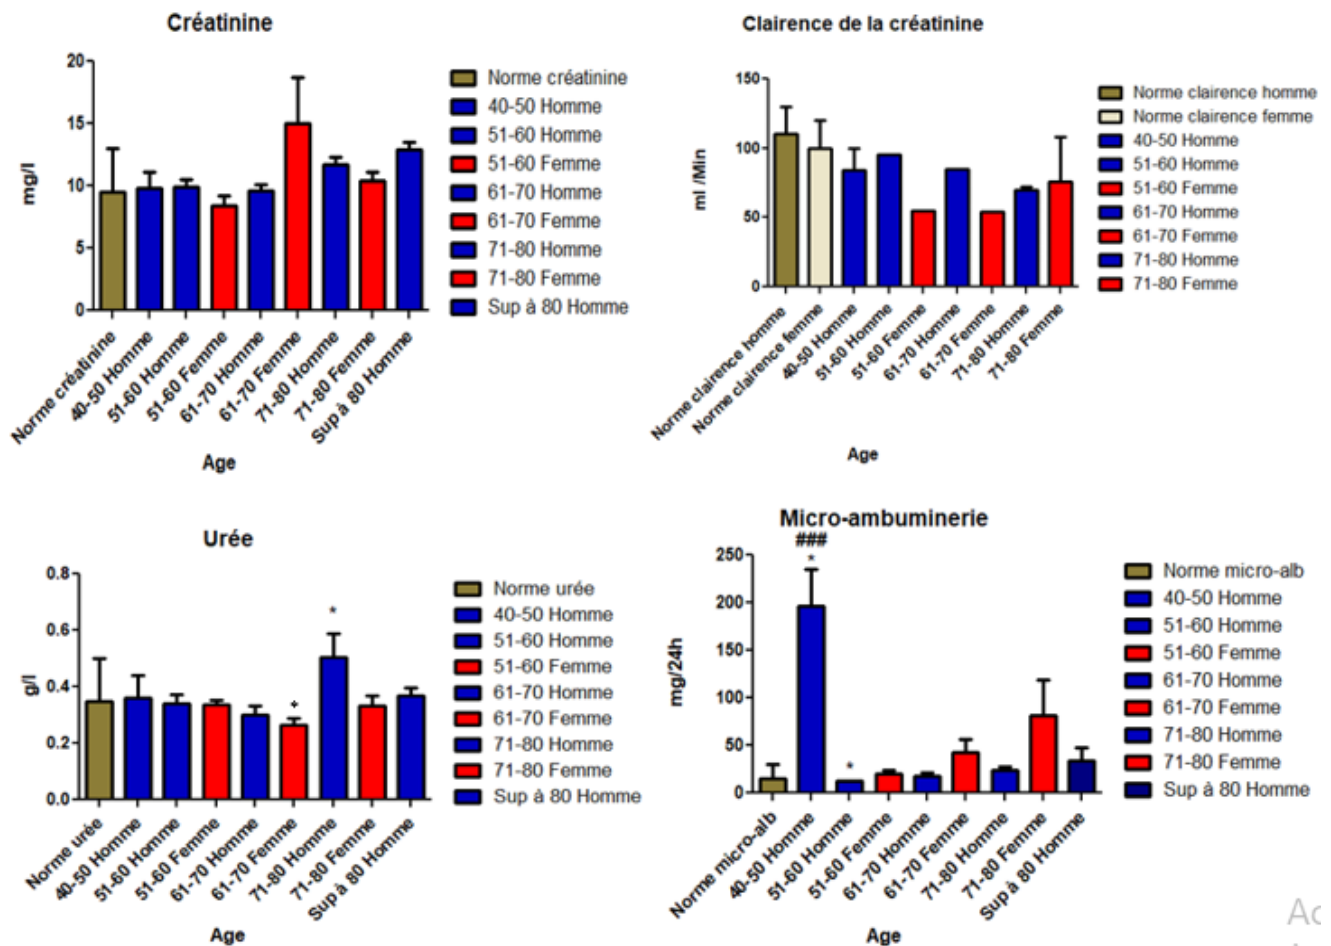 Créatinine
20
15
10
5
0
mg/l
Norme créatinine
40-50 Homme
51-60 Homme
51-60 Femme
61-70 Homme
61-70 Femme
71-80 Homme
71-80 Femme
Sup à 80 Homme
Age
Norme créatinine
40-50 Homme
51-60 Homme
51-60 Femme
61-70 Homme
61-70 Femme
71-80 Homme
71-80 Femme
Sup à 80 Homme
Clairence de la créatinine
150
100
50
0
ml /Min
Norme clairence homme
Norme clairence femme
40-50 Homme
51-60 Homme
51-60 Femme
61-70 Homme
61-70 Femme
71-80 Homme
71-80 Femme
Age
Norme clairence homme
Norme clairence femme
40-50 Homme
51-60 Homme
51-60 Femme
61-70 Homme
61-70 Femme
71-80 Homme
71-80 Femme
Urée
0.8
0.6
0.4
0.2
0.0
g/l
*
*
Norme urée
40-50 Homme
51-60 Homme
51-60 Femme
61-70 Homme
61-70 Femme
71-80 Homme
71-80 Femme
Sup à 80 Homme
Age
Norme urée
40-50 Homme
51-60 Homme
51-60 Femme
61-70 Homme
61-70 Femme
71-80 Homme
71-80 Femme
Sup à 80 Homme
Micro-ambuminerie
###
*
*
250
200
150
100
50
0
mg/24h
Norme micro-alb
40-50 Homme
51-60 Homme
51-60 Femme
61-70 Homme
61-70 Femme
71-80 Homme
71-80 Femme
Sup à 80 Homme
Age
Norme micro-alb
40-50 Homme
51-60 Homme
51-60 Femme
61-70 Homme
61-70 Femme
71-80 Homme
71-80 Femme
Sup à 80 Homme
Ac